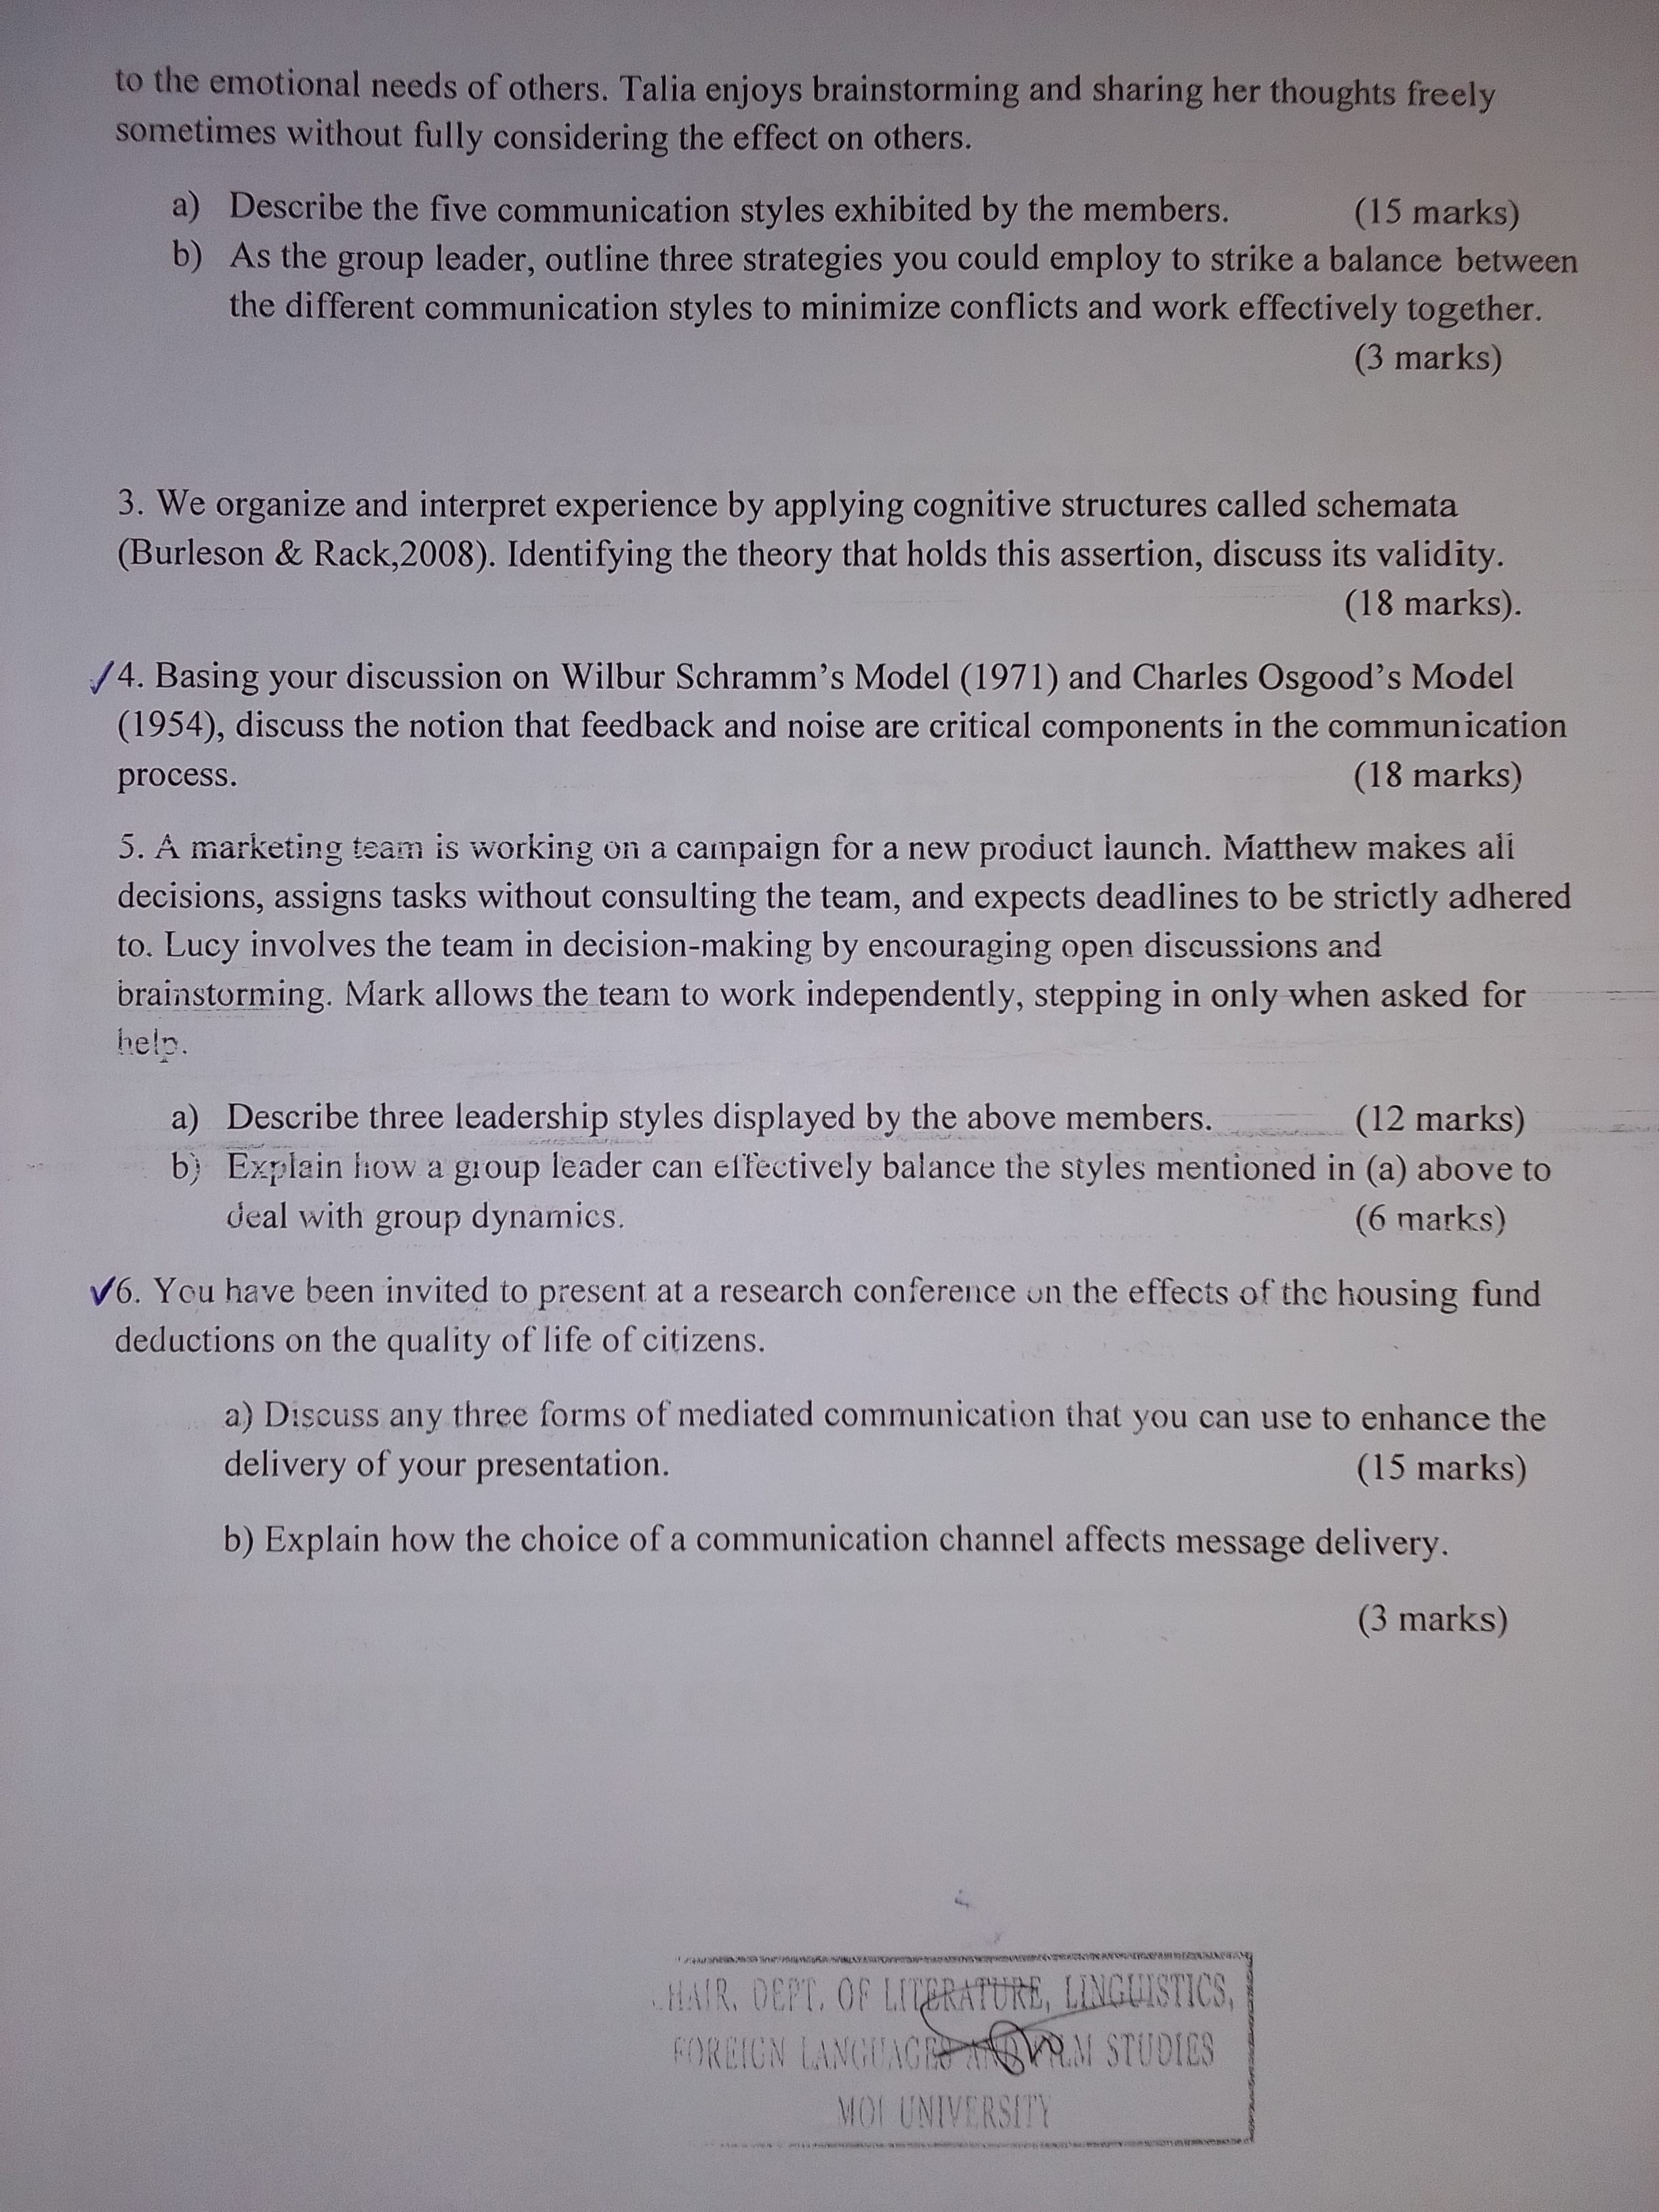 to the emotional needs of others. Talia enjoys brainstorming and sharing her thoughts freely
sometimes without fully considering the effect on others.
a) Describe the five communication styles exhibited by the members. (15 marks)
b) As the group leader, outline three strategies you could employ to strike a balance between
the different communication styles to minimize conflicts and work effectively together.
(3 marks)
3. We organize and interpret experience by applying cognitive structures called schemata
(Burleson & Rack,2008). Identifying the theory that holds this assertion, discuss its validity.
(18 marks).
✓4. Basing your discussion on Wilbur Schramm's Model (1971) and Charles Osgood's Model
(1954), discuss the notion that feedback and noise are critical components in the communication
process. (18 marks)
5. A marketing team is working on a campaign for a new product launch. Matthew makes all
decisions, assigns tasks without consulting the team, and expects deadlines to be strictly adhered
to. Lucy involves the team in decision-making by encouraging open discussions and
brainstorming. Mark allows the team to work independently, stepping in only when asked for
help.
a) Describe three leadership styles displayed by the above members. (12 marks)
b) Explain how a group leader can effectively balance the styles mentioned in (a) above to
deal with group dynamics. (6 marks)
✓6. You have been invited to present at a research conference on the effects of the housing fund
deductions on the quality of life of citizens.
a) Discuss any three forms of mediated communication that you can use to enhance the
delivery of your presentation. (15 marks)
b) Explain how the choice of a communication channel affects message delivery.
(3 marks)
HAIR, DEPT. OF LITERATURE, LINGUISTICS,
FOREIGN LANGUAGES AND FILM STUDIES
MOI UNIVERSITY